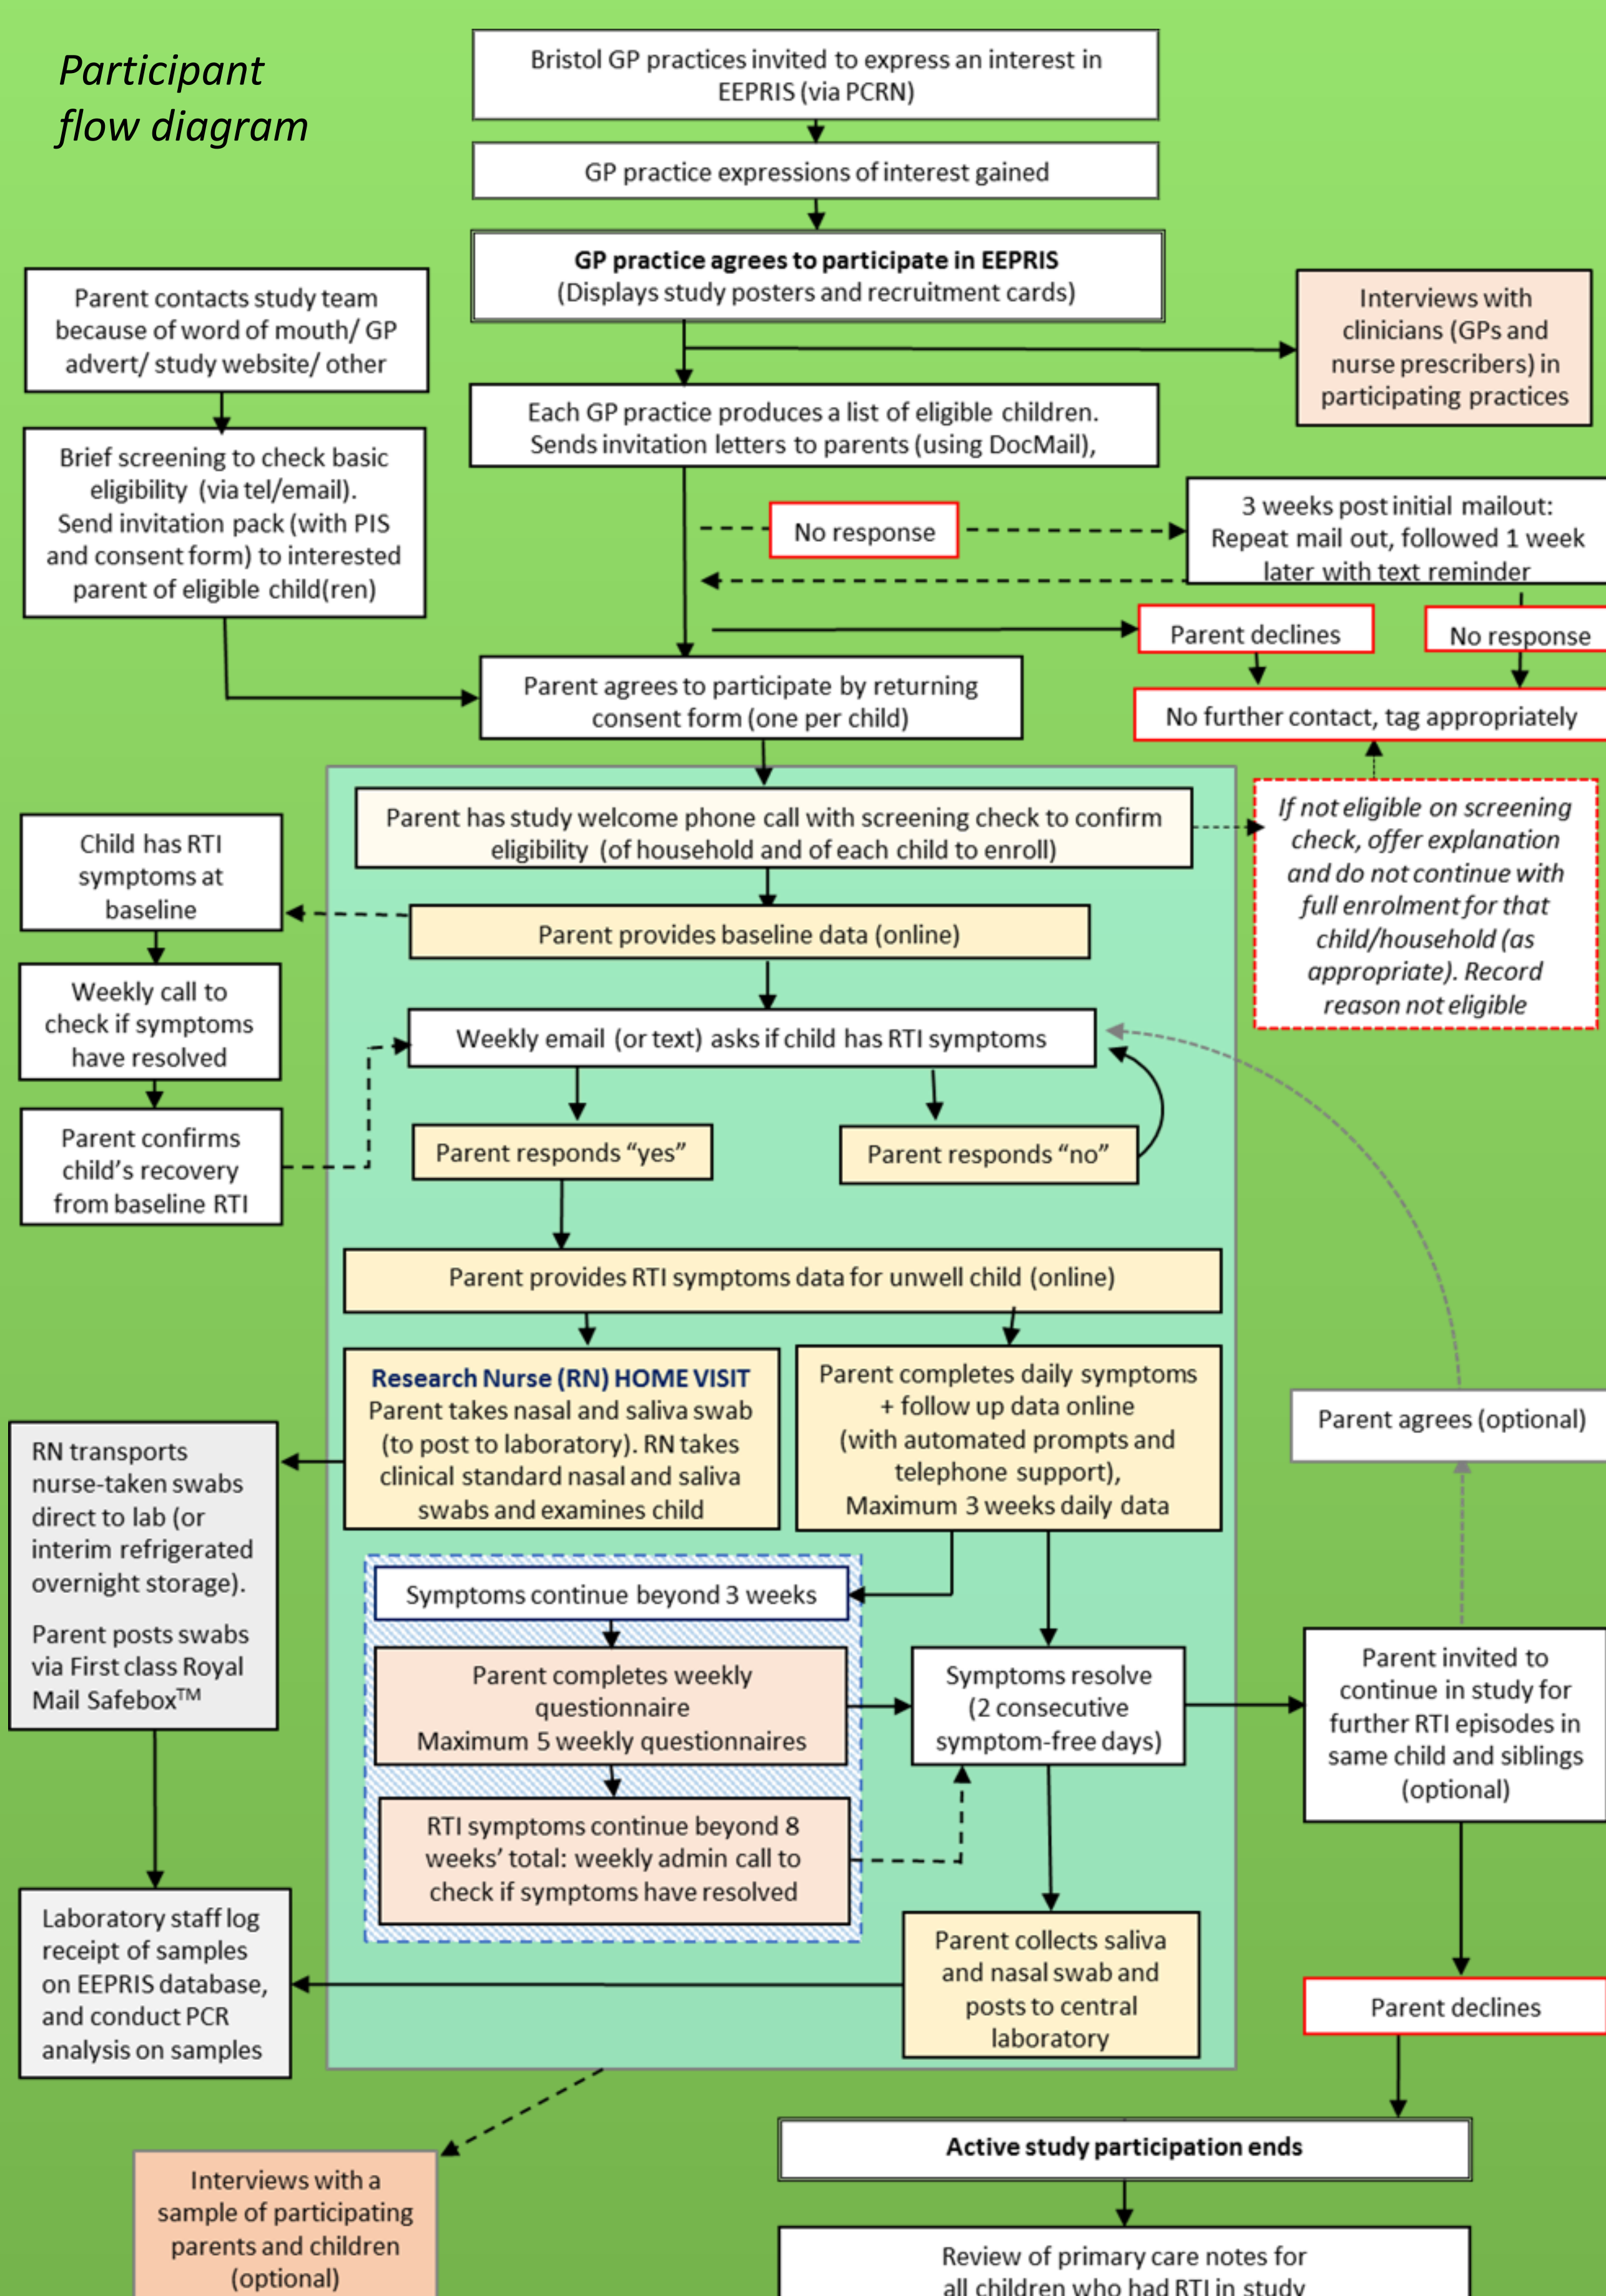 Participant
flow diagram
Bristol GP practices invited to express an interest in
EEPRIS (via PCRN)
GP practice expressions of interest gained
GP practice agrees to participate in EEPRIS
(Displays study posters and recruitment cards)
Parent contacts study team
because of word of mouth/ GP
advert/ study website/ other
Interviews with
clinicians (GPs and
nurse prescribers) in
participating practices
Each GP practice produces a list of eligible children.
Sends invitation letters to parents (using DocMail),
Brief screening to check basic
eligibility (via tel/email).
Send invitation pack (with PIS
and consent form) to interested
parent of eligible child(ren)
No response
3 weeks post initial mailout:
Repeat mail out, followed 1 week
later with text reminder
Parent declines
No response
Parent agrees to participate by returning
consent form (one per child)
No further contact, tag appropriately
Parent has study welcome phone call with screening check to confirm
eligibility (of household and of each child to enroll)
If not eligible on screening
check, offer explanation
and do not continue with
full enrolment for that
child/household (as
appropriate). Record
reason not eligible
Child has RTI
symptoms at
baseline
Parent provides baseline data (online)
Weekly call to
check if symptoms
have resolved
Weekly email (or text) asks if child has RTI symptoms
Parent confirms
child's recovery
from baseline RTI
Parent responds “yes”
Parent responds “no”
Parent provides RTI symptoms data for unwell child (online)
Research Nurse (RN) HOME VISIT
Parent takes nasal and saliva swab
(to post to laboratory). RN takes
clinical standard nasal and saliva
swabs and examines child
Parent completes daily symptoms
+ follow up data online
(with automated prompts and
telephone support),
Maximum 3 weeks daily data
Parent agrees (optional)
RN transports
nurse-taken swabs
direct to lab (or
interim refrigerated
overnight storage).
Parent posts swabs
via First class Royal
Mail Safebox™
Symptoms continue beyond 3 weeks
Parent completes weekly
questionnaire
Maximum 5 weekly questionnaires
Symptoms resolve
(2 consecutive
symptom-free days)
Parent invited to
continue in study for
further RTI episodes in
same child and siblings
(optional)
RTI symptoms continue beyond 8
weeks’ total: weekly admin call to
check if symptoms have resolved
Laboratory staff log
receipt of samples
on EEPRIS database,
and conduct PCR
analysis on samples
Parent collects saliva
and nasal swab and
posts to central
laboratory
Parent declines
Active study participation ends
Interviews with a
sample of participating
parents and children
(optional)
Review of primary care notes for
all children who had RTI in study